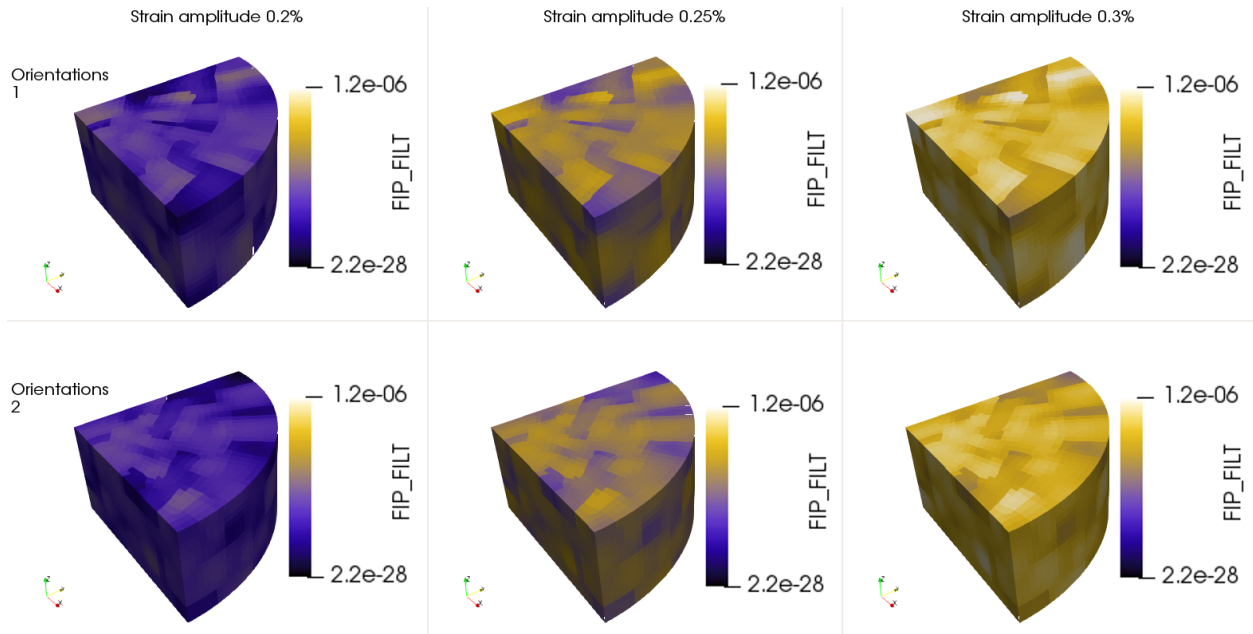 Strain amplitude 0.2%
Strain amplitude 0.25%
Strain amplitude 0.3%
Orientations
1
1.2e-06
FIP_FILT
2.2e-28
1.2e-06
FIP_FILT
2.2e-28
1.2e-06
FIP_FILT
2.2e-28
Orientations
2
1.2e-06
FIP_FILT
2.2e-28
1.2e-06
FIP_FILT
2.2e-28
1.2e-06
FIP_FILT
2.2e-28